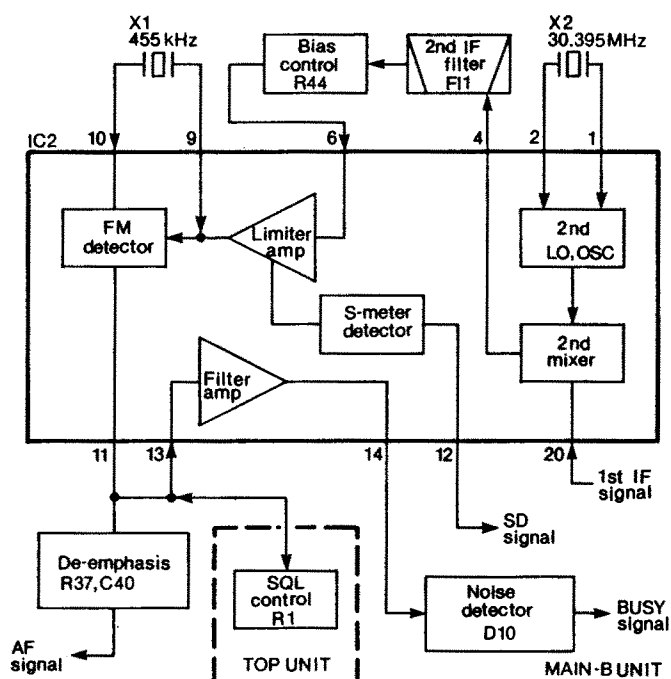 X1
455 kHz
X2
30.395MHz
Bias
control
R44
2nd IF
filter
FI1
IC2
10
9
6
4
2
1
FM
detector
Limiter
amp
2nd
LO, OSC
S-meter
detector
2nd
mixer
Filter
amp
11
13
14
12
20
1st IF
signal
SD
signal
De-emphasis
R37, C40
SQL
control
R1
Noise
detector
D10
BUSY
signal
AF
signal
TOP UNIT
MAIN-B UNIT